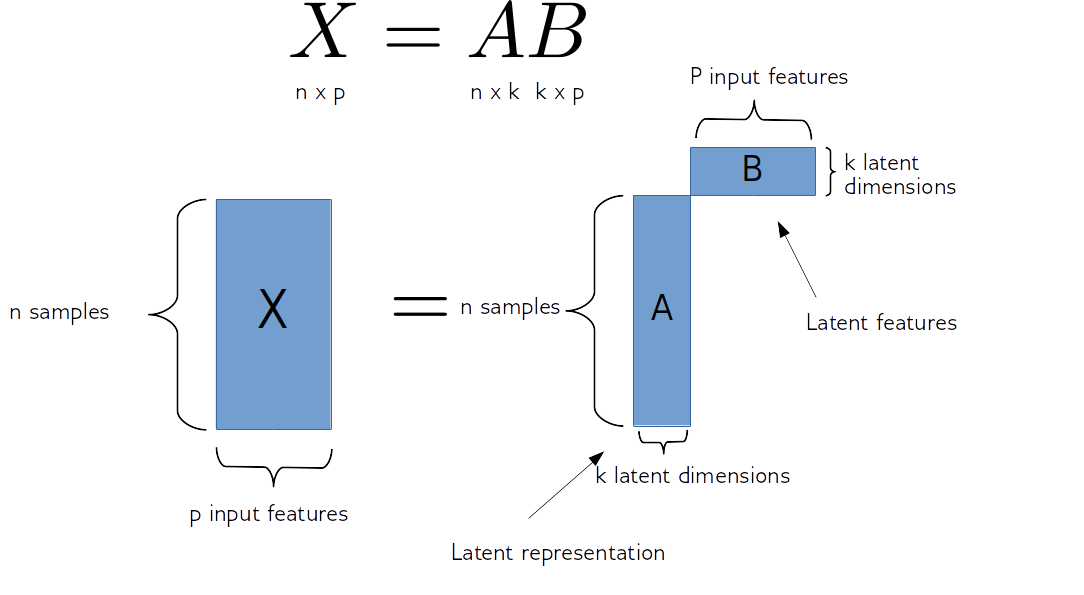 X = AB
n x p
n x k k x p
P input features
B
k latent
dimensions
n samples
X
=
n samples
A
Latent features
k latent dimensions
p input features
Latent representation